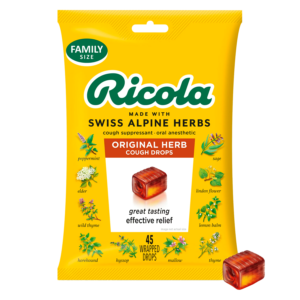 FAMILY
SIZE
Ricola
MADE WITH
SWISS ALPINE HERBS
cough suppressant · oral anesthetic
ORIGINAL HERB
COUGH DROPS
peppermint
sage
elder
linden flower
wild thyme
lemon balm
great tasting
effective relief
horehound
hyssop
mallow
thyme
45
WRAPPED
DROPS